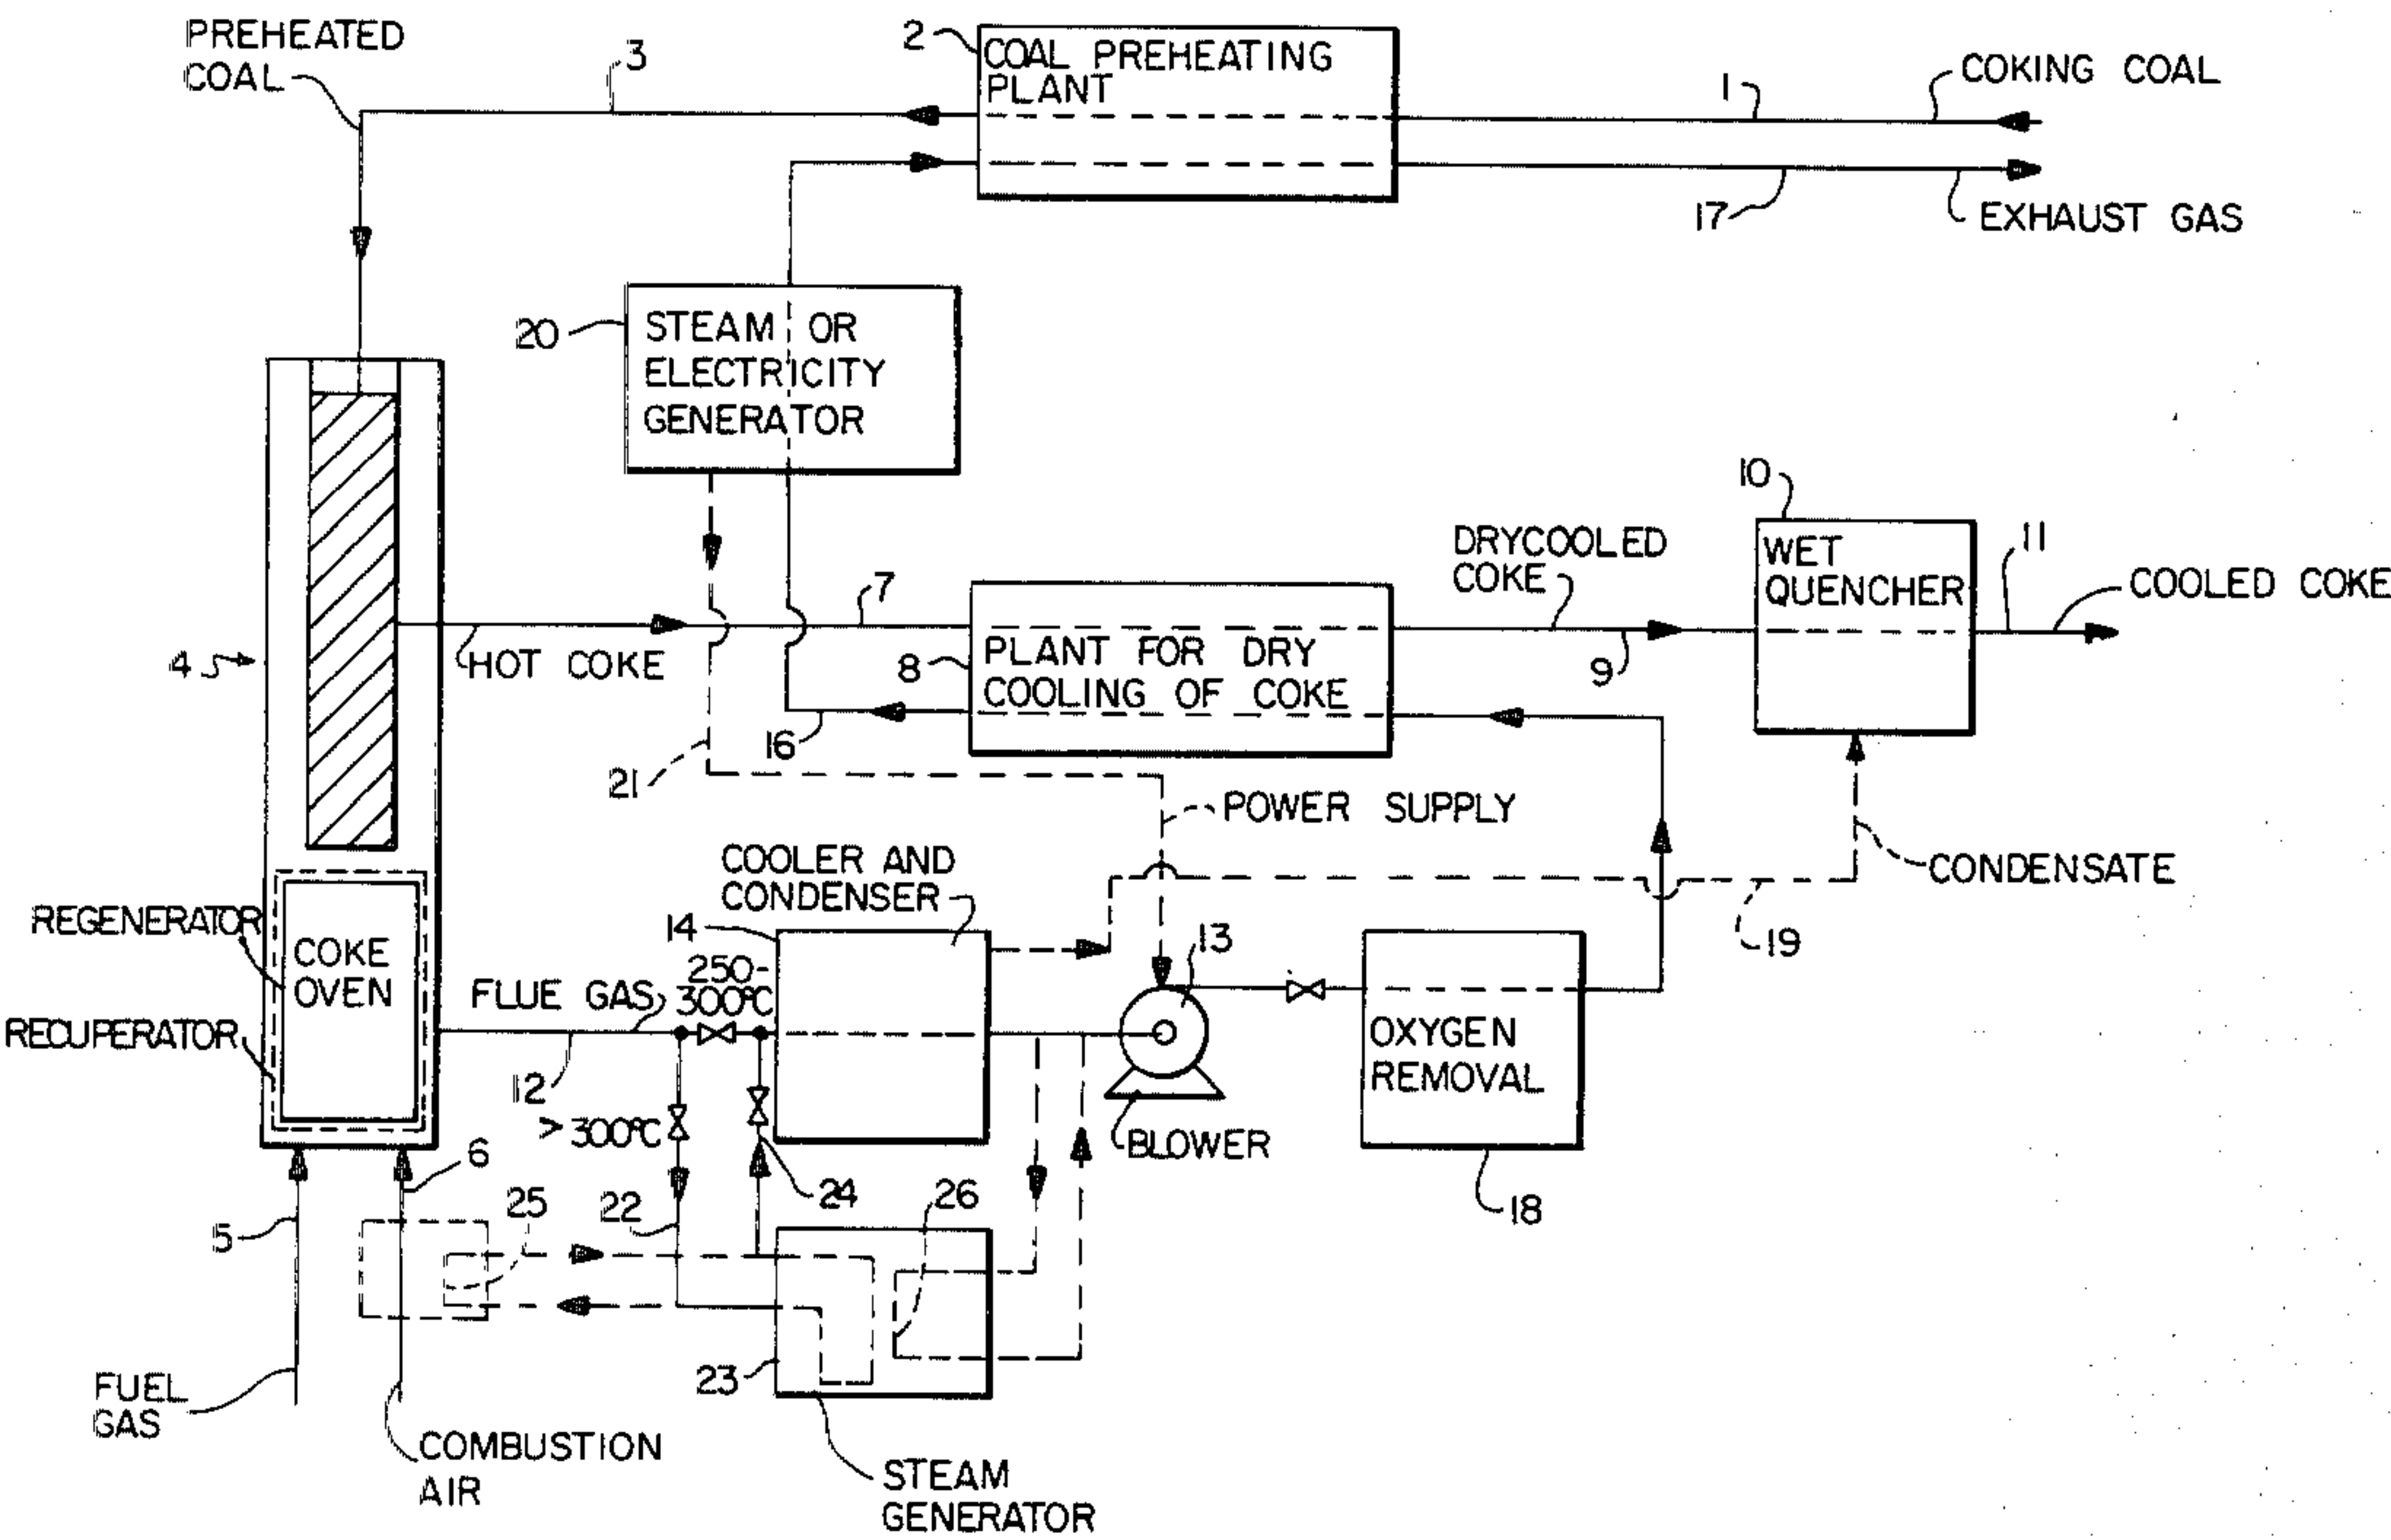 PREHEATED
COAL
3
2
COAL PREHEATING
PLANT
1
COKING COAL
17
EXHAUST GAS
20
STEAM OR
ELECTRICITY
GENERATOR
10
WET
QUENCHER
11
COOLED COKE
DRYCOOLED
COKE
9
7
4
HOT COKE
8
PLANT FOR DRY
COOLING OF COKE
16
21
POWER SUPPLY
COOLER AND
CONDENSER
CONDENSATE
19
REGENERATOR
COKE
OVEN
RECUPERATOR
FLUE GAS
250-
300°C
14
13
12
>300°C
OXYGEN
REMOVAL
BLOWER
18
6
5
25
22
24
26
23
FUEL
GAS
COMBUSTION
AIR
STEAM
GENERATOR